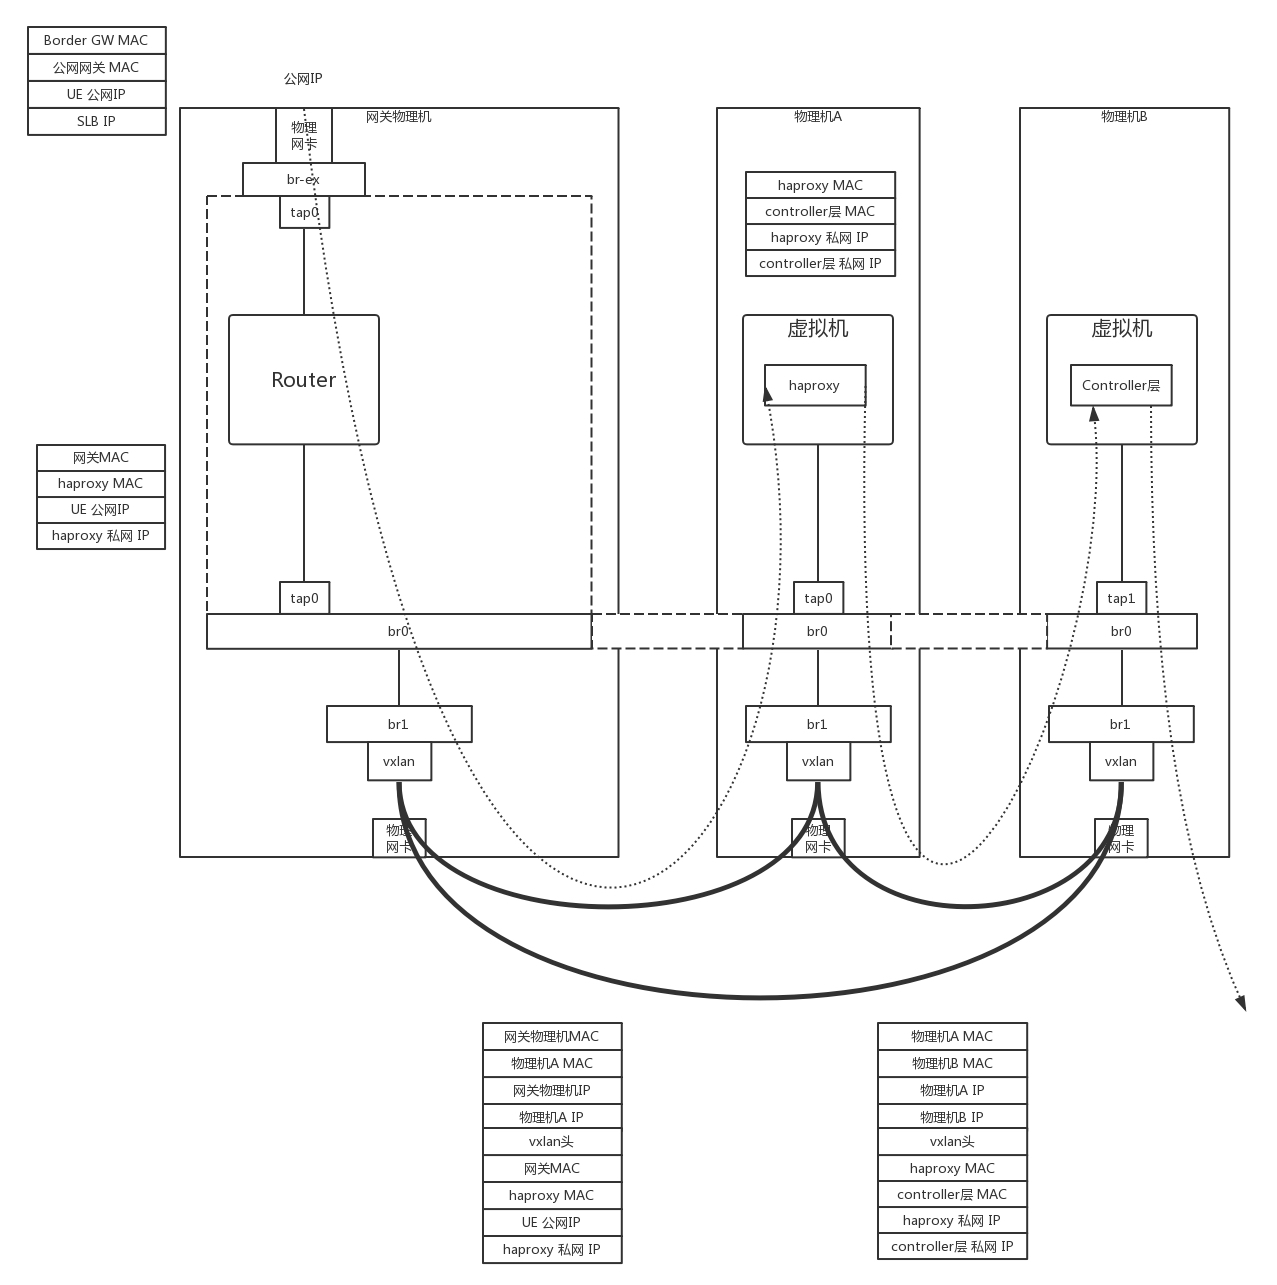 Border GW MAC
公网网关 MAC
UE 公网IP
SLB IP
公网IP
网关物理机
物理
网卡
br-ex
tap0
Router
网关MAC
haproxy MAC
UE 公网IP
haproxy 私网 IP
tap0
br0
br1
vxlan
物理
网卡
物理机A
haproxy MAC
controller层 MAC
haproxy 私网 IP
controller层 私网 IP
虚拟机
haproxy
tap0
br0
br1
vxlan
物理
网卡
物理机B
虚拟机
Controller层
tap1
br0
br1
vxlan
物理
网卡
网关物理机MAC
物理机A MAC
网关物理机IP
物理机A IP
vxlan头
网关MAC
haproxy MAC
UE 公网IP
haproxy 私网 IP
物理机A MAC
物理机B MAC
物理机A IP
物理机B IP
vxlan头
haproxy MAC
controller层 MAC
haproxy 私网 IP
controller层 私网 IP